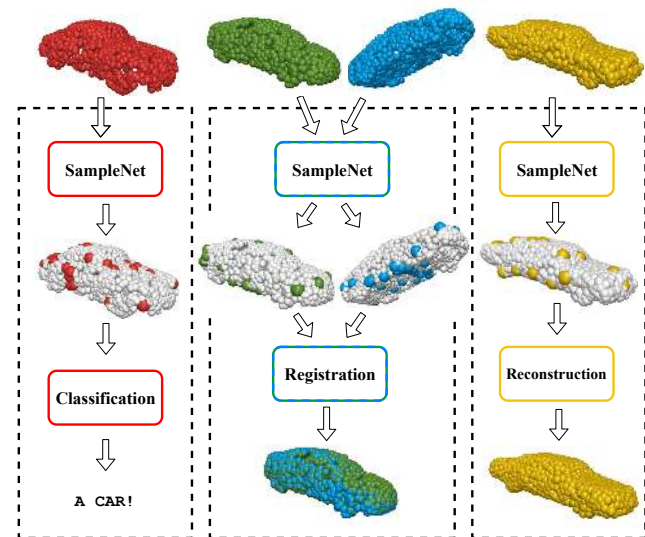 SampleNet
SampleNet
SampleNet
Classification
Registration
Reconstruction
A CAR!